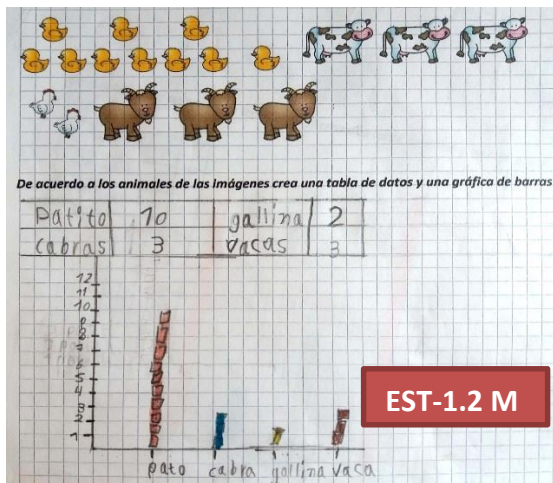 De acuerdo a los animales de las imágenes crea una tabla de datos y una gráfica de barras
Patito 10 gallina 2
cabras 3 vacas 3
12
11
10
9
8
7
6
5
4
3
2
1
EST-1.2 M
pato cabra gallina vaca